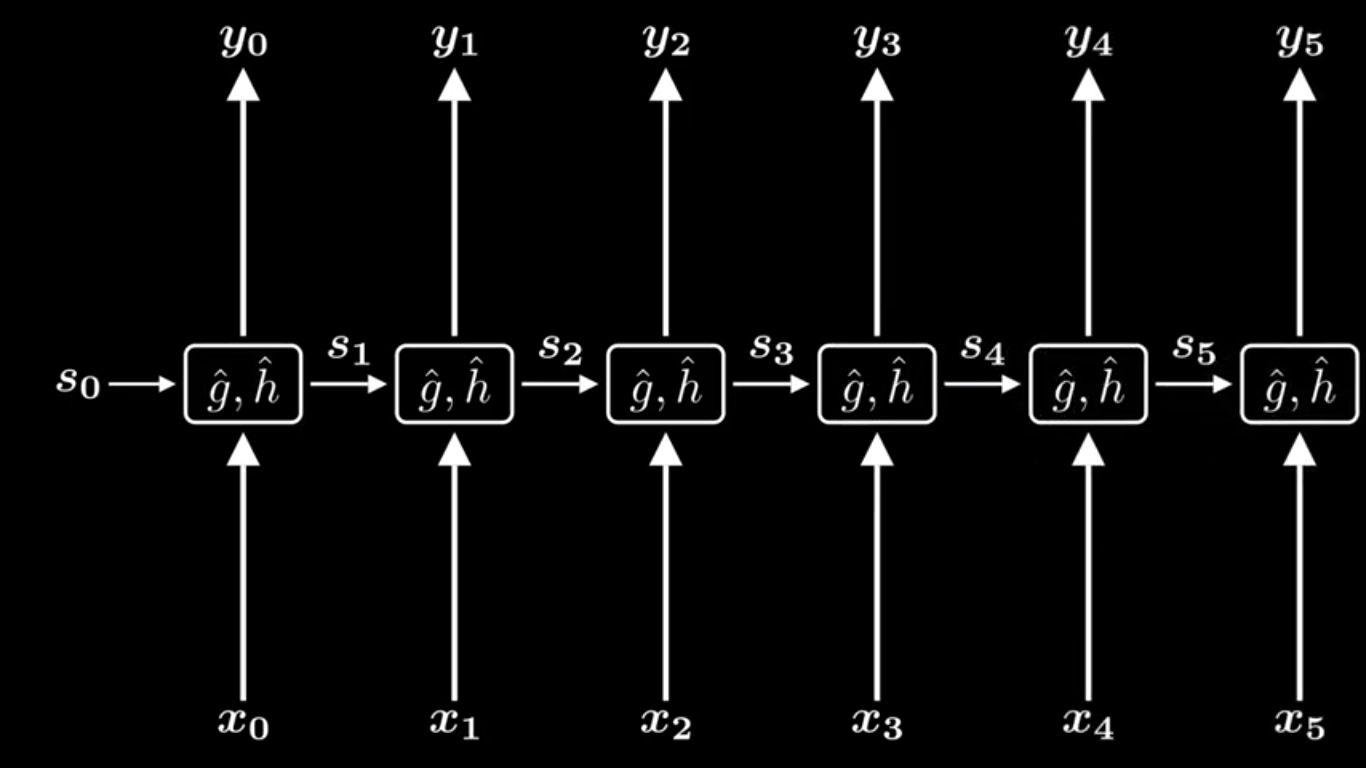 y₀ y₁ y₂ y₃ y₄ y₅
s₁ s₂ s₃ s₄ s₅
s₀ ĝ, ĥ ĝ, ĥ ĝ, ĥ ĝ, ĥ ĝ, ĥ ĝ, ĥ
x₀ x₁ x₂ x₃ x₄ x₅